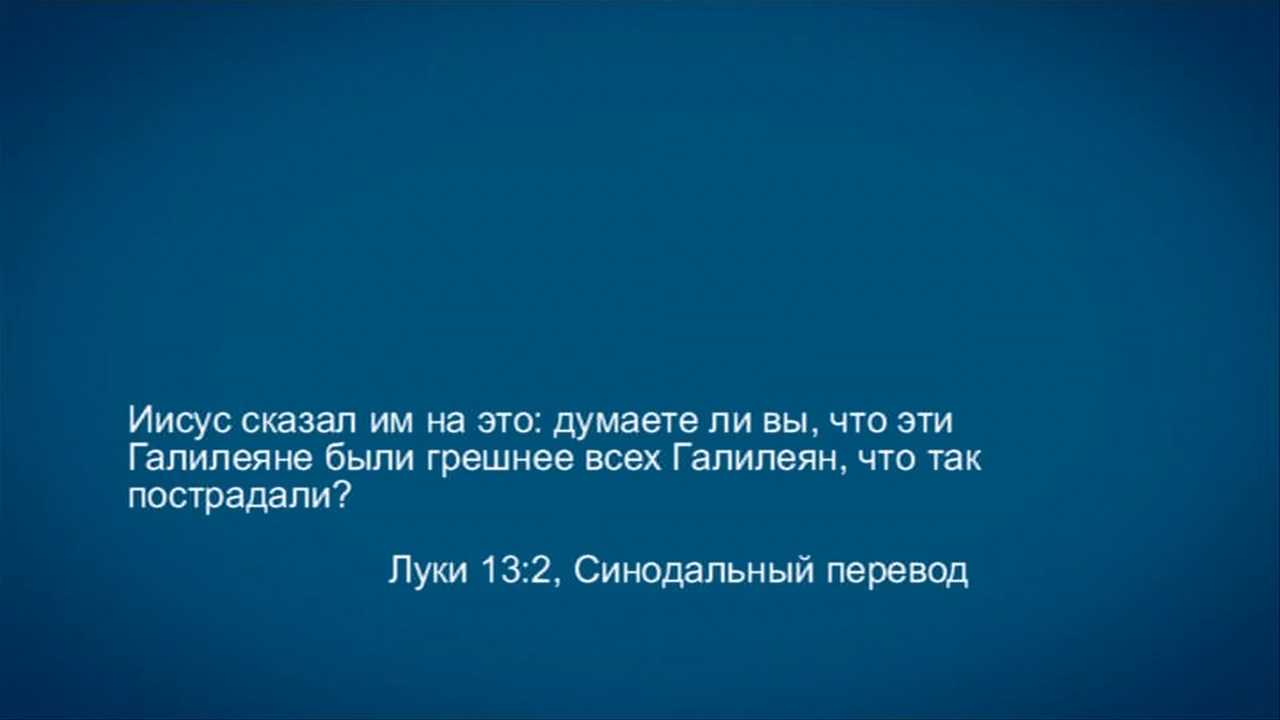 Иисус сказал им на это: думаете ли вы, что эти
Галилеяне были грешнее всех Галилеян, что так
пострадали?
Луки 13:2, Синодальный перевод